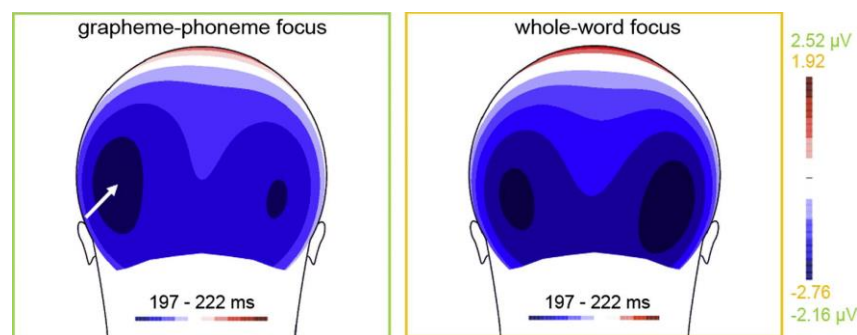 grapheme-phoneme focus
whole-word focus
2.52 µV
1.92
197 - 222 ms
197 - 222 ms
-2.76
-2.16 µV